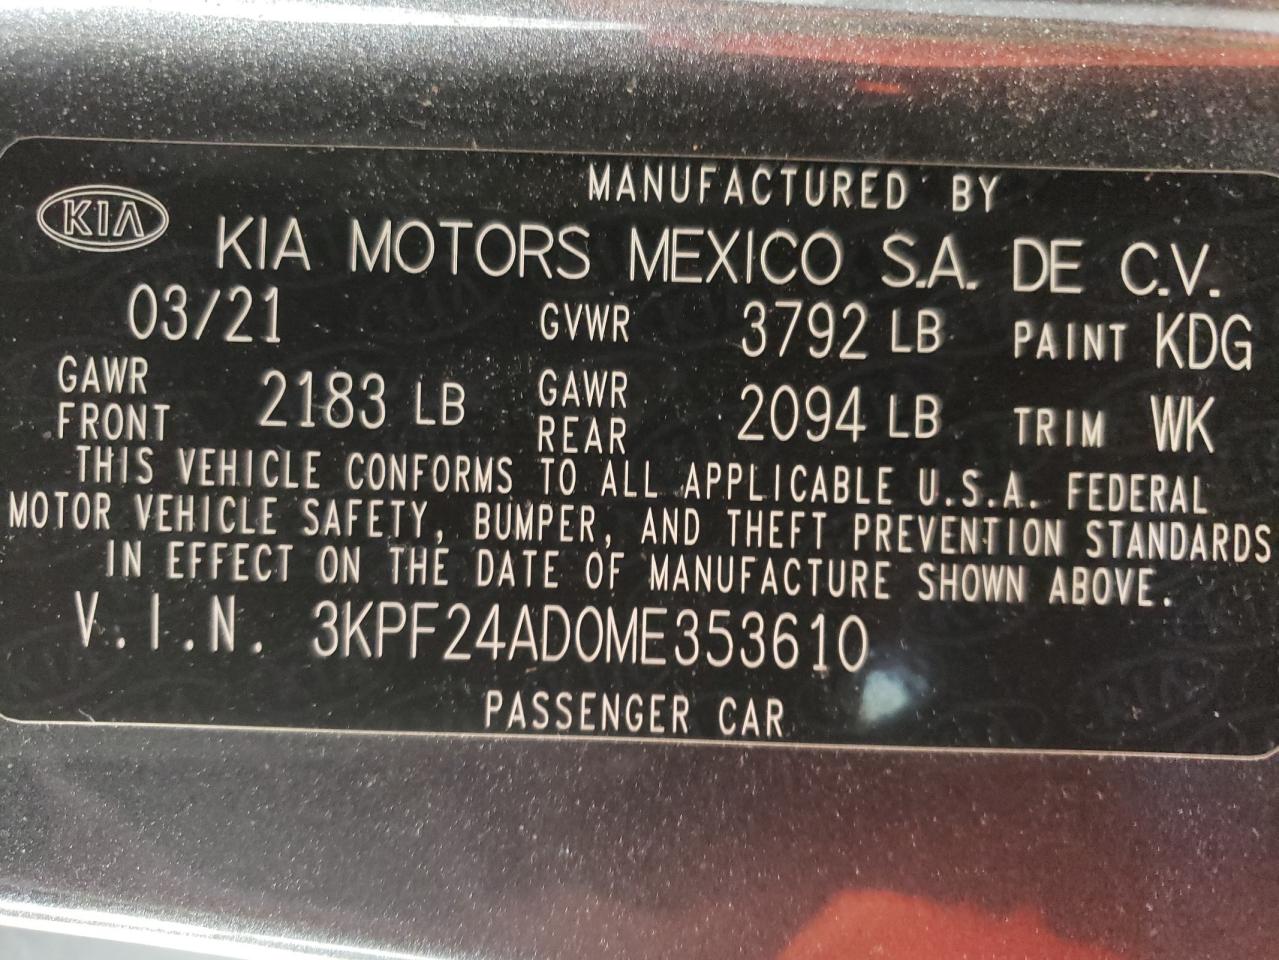 MANUFACTURED BY
KIA KIA MOTORS MEXICO S.A. DE C.V.
03/21 GVWR 3792 LB PAINT KDG
GAWR FRONT 2183 LB GAWR REAR 2094 LB TRIM WK
THIS VEHICLE CONFORMS TO ALL APPLICABLE U.S.A. FEDERAL
MOTOR VEHICLE SAFETY, BUMPER, AND THEFT PREVENTION STANDARDS
IN EFFECT ON THE DATE OF MANUFACTURE SHOWN ABOVE.
V.I.N. 3KPF24AD0ME353610
PASSENGER CAR